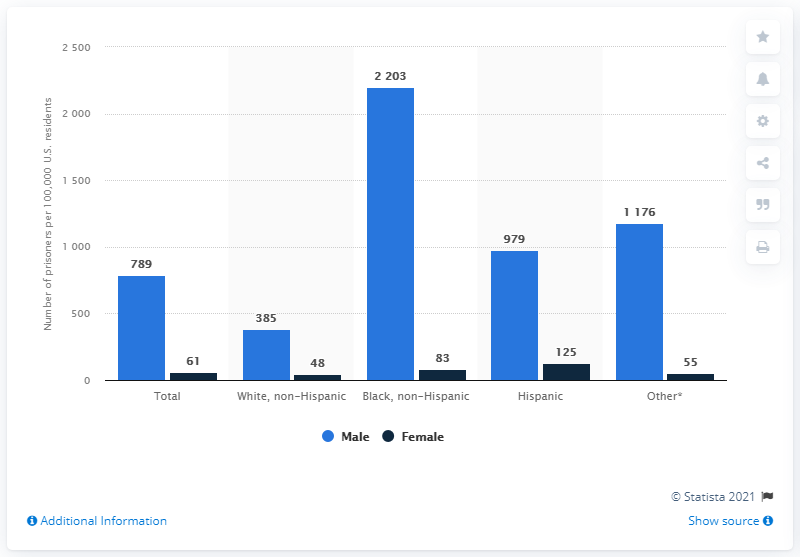 2 500
2 000
1 500
1 000
500
0
Number of prisoners per 100,000 U.S. residents
789
61
385
48
2 203
83
979
125
1 176
55
Total
White, non-Hispanic
Black, non-Hispanic
Hispanic
Other*
Male Female
© Statista 2021
Additional Information
Show source